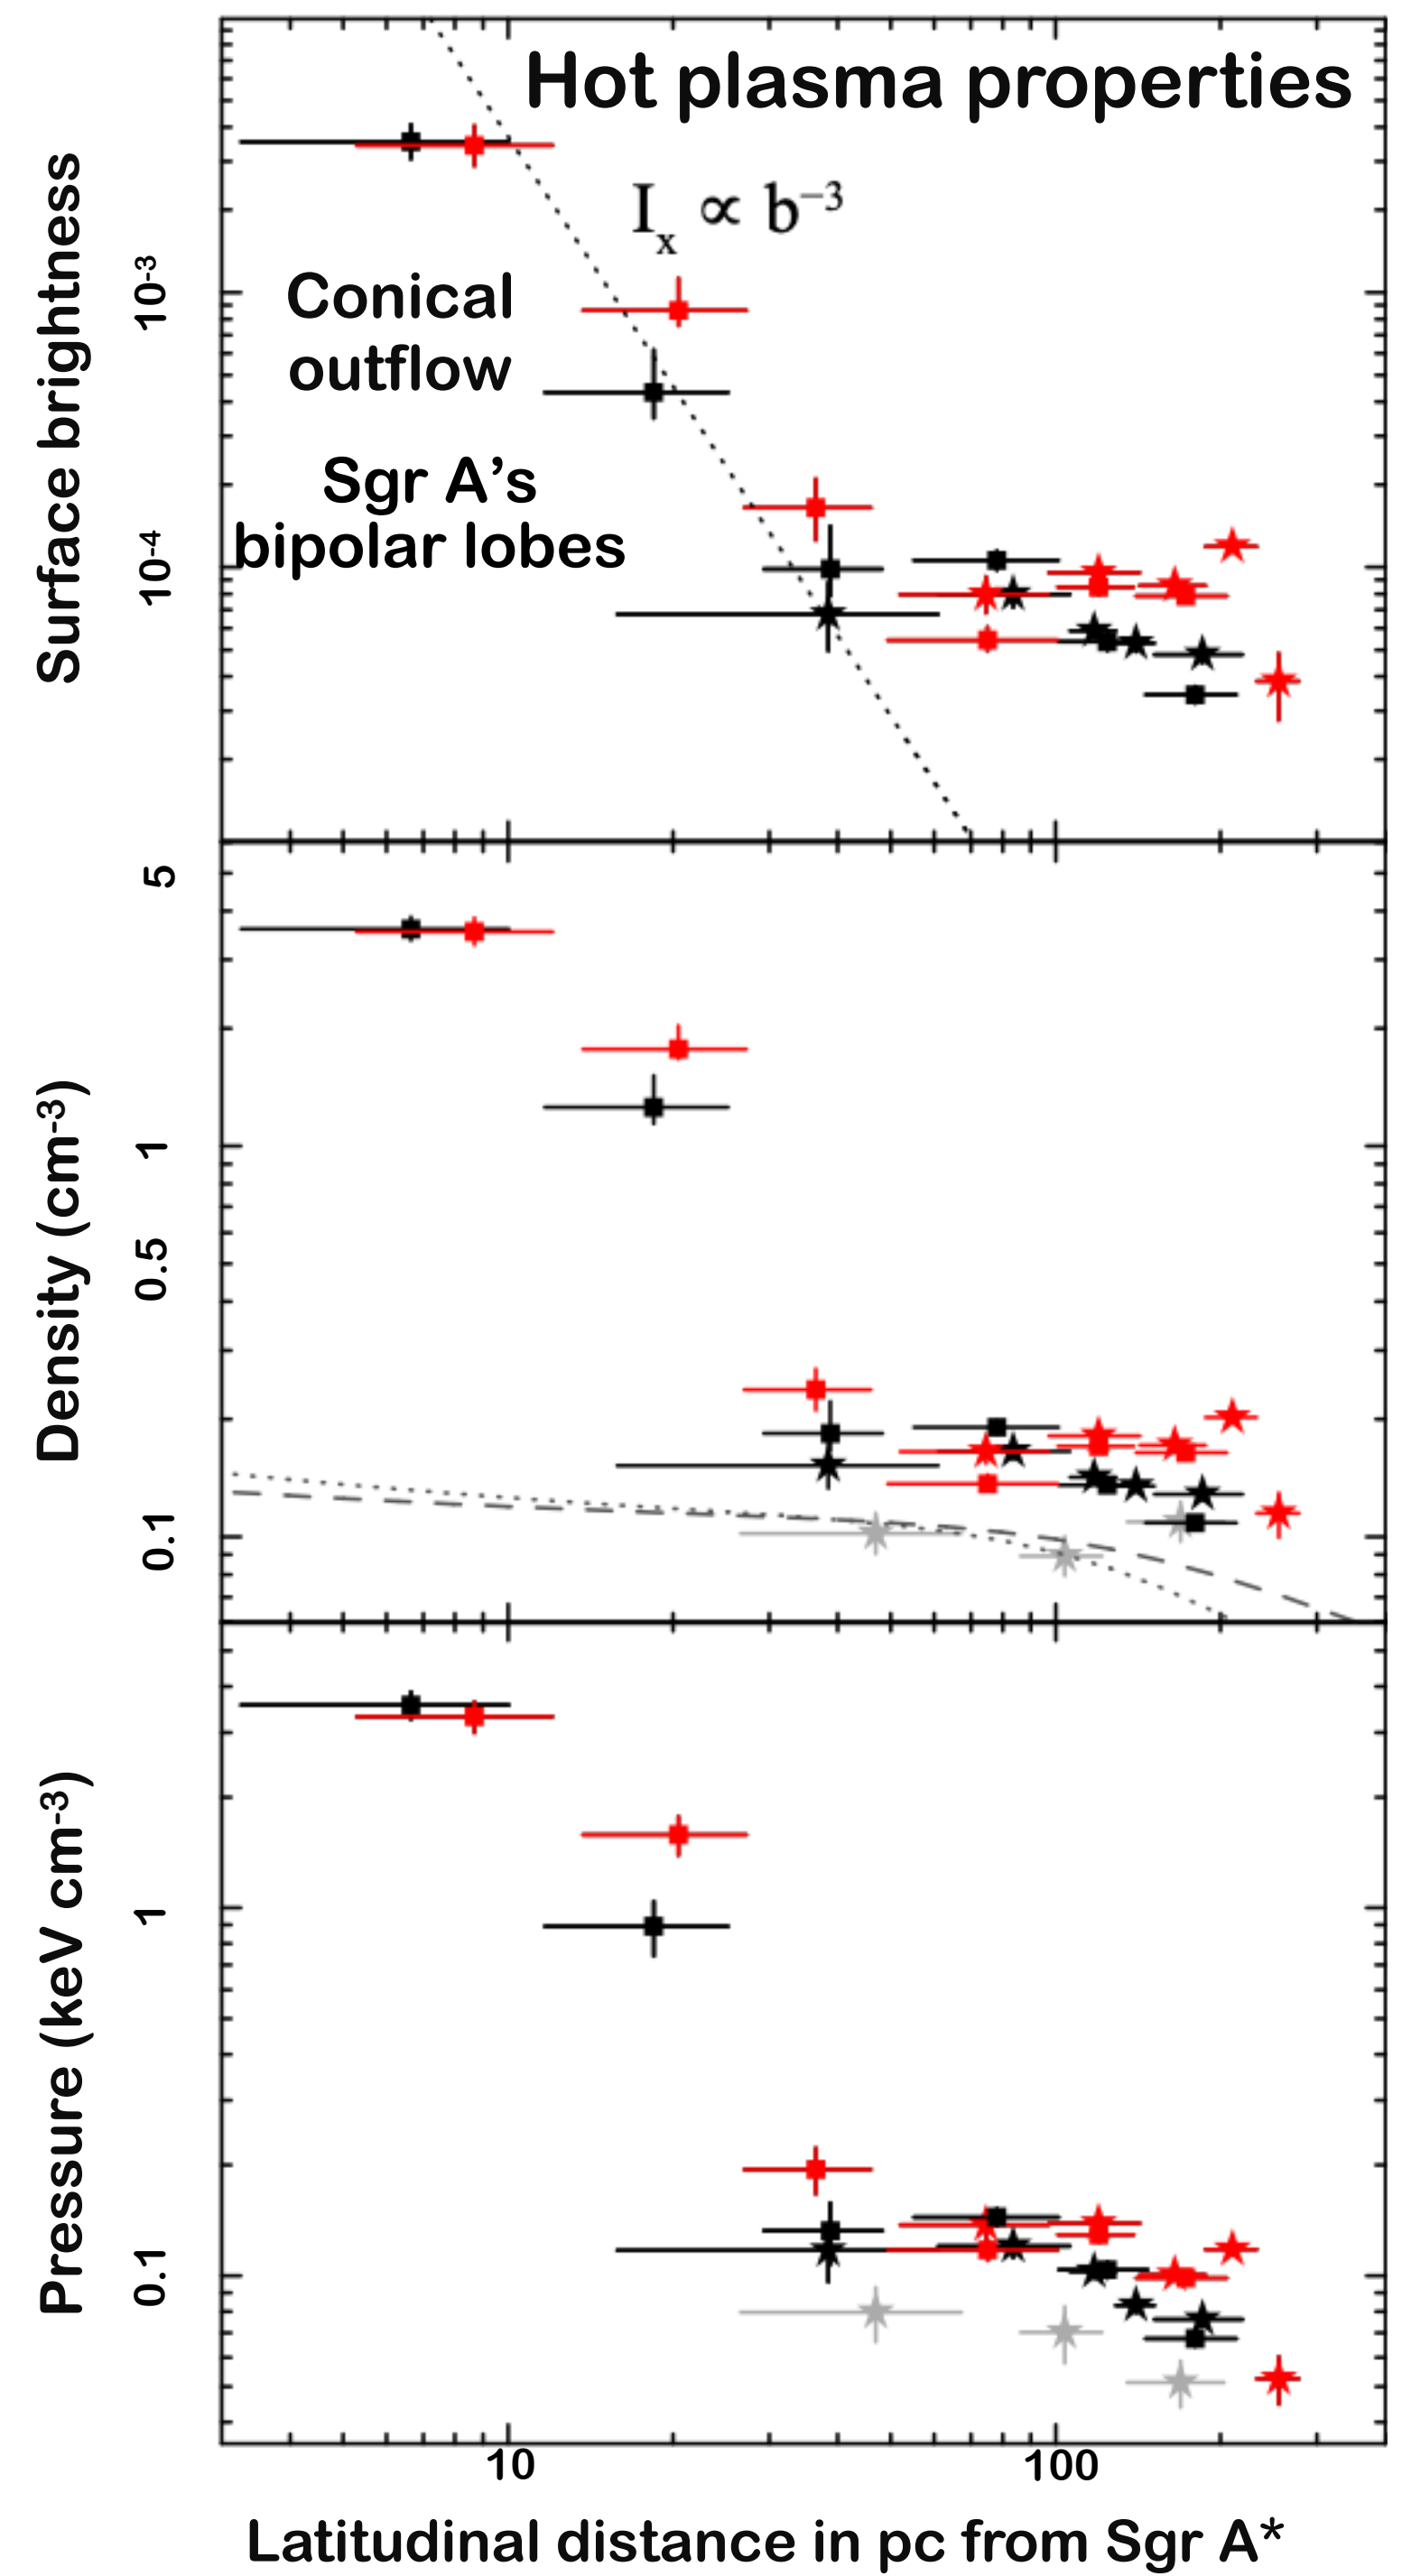 Hot plasma properties
I_x ∝ b⁻³
Conical
outflow
Sgr A’s
bipolar lobes
Surface brightness
10⁻³
10⁻⁴
Density (cm⁻³)
5
1
0.5
0.1
Pressure (keV cm⁻³)
1
0.1
10 100
Latitudinal distance in pc from Sgr A*